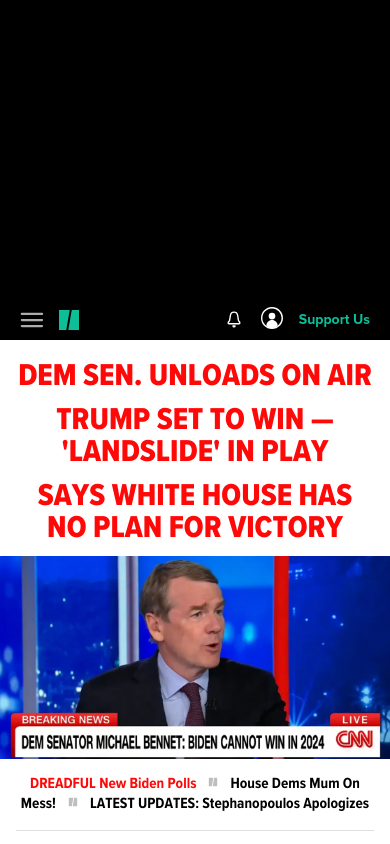 Support Us
DEM SEN. UNLOADS ON AIR
TRUMP SET TO WIN —
'LANDSLIDE' IN PLAY
SAYS WHITE HOUSE HAS
NO PLAN FOR VICTORY
BREAKING NEWS
LIVE
DEM SENATOR MICHAEL BENNET: BIDEN CANNOT WIN IN 2024
CNN
DREADFUL New Biden Polls House Dems Mum On
Mess! LATEST UPDATES: Stephanopoulos Apologizes